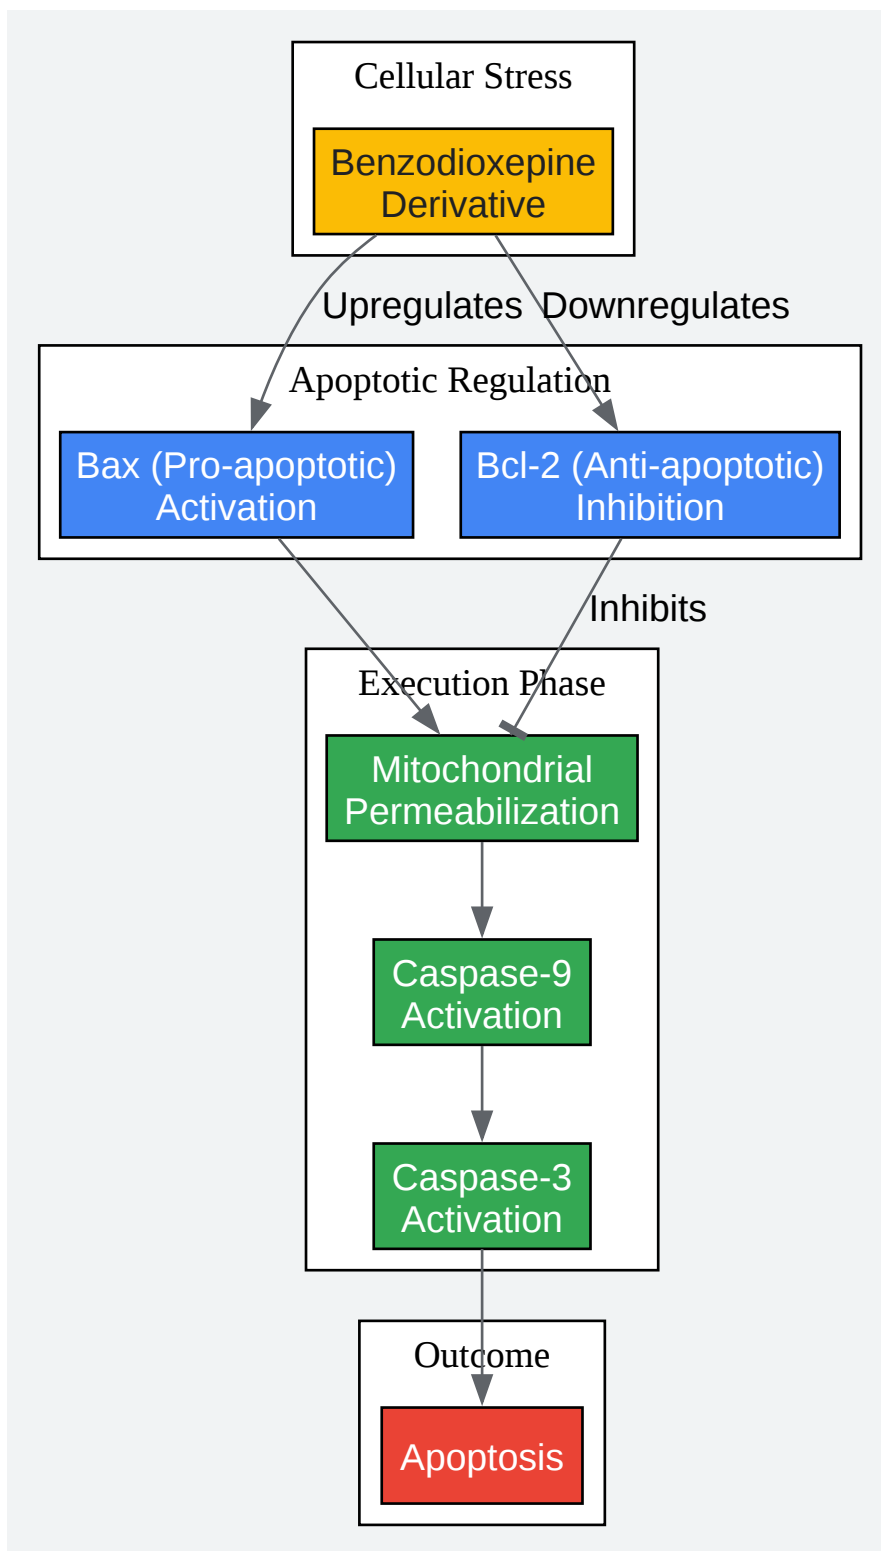 Cellular Stress
Benzodioxepine
Derivative
Upregulates
Downregulates
Apoptotic Regulation
Bax (Pro-apoptotic)
Activation
Bcl-2 (Anti-apoptotic)
Inhibition
Inhibits
Execution Phase
Mitochondrial
Permeabilization
Caspase-9
Activation
Caspase-3
Activation
Outcome
Apoptosis